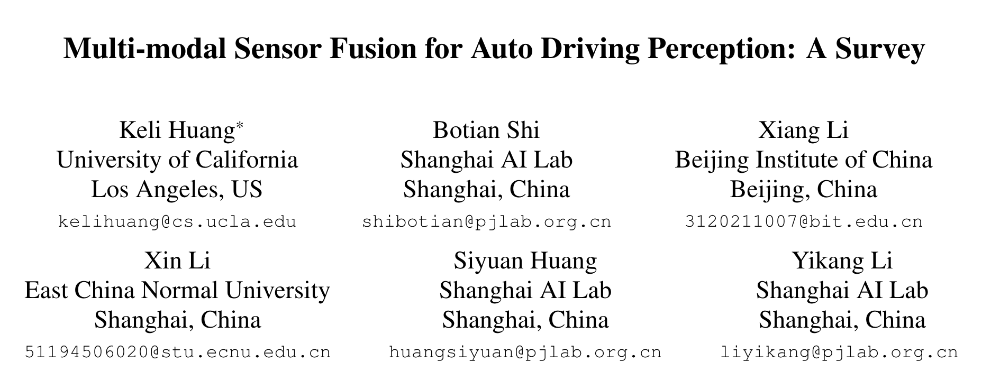 Multi-modal Sensor Fusion for Auto Driving Perception: A Survey
Keli Huang*
University of California
Los Angeles, US
kelihuang@cs.ucla.edu
Botian Shi
Shanghai AI Lab
Shanghai, China
shibotian@pjlab.org.cn
Xiang Li
Beijing Institute of China
Beijing, China
3120211007@bit.edu.cn
Xin Li
East China Normal University
Shanghai, China
51194506020@stu.ecnu.edu.cn
Siyuan Huang
Shanghai AI Lab
Shanghai, China
huangsiyuan@pjlab.org.cn
Yikang Li
Shanghai AI Lab
Shanghai, China
liyikang@pjlab.org.cn